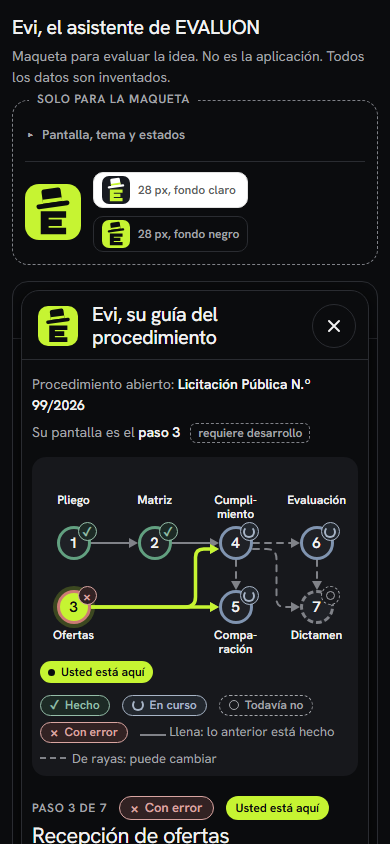 Evi, el asistente de EVALUON
Maqueta para evaluar la idea. No es la aplicación. Todos
los datos son inventados.
SOLO PARA LA MAQUETA
Pantalla, tema y estados
E
E
28 px, fondo claro
E
28 px, fondo negro
E
Evi, su guía del
procedimiento
Procedimiento abierto: Licitación Pública N.º
99/2026
Su pantalla es el paso 3
requiere desarrollo
Pliego
Matriz
Cumpli-
miento
Evaluación
1
2
4
6
3
5
7
Ofertas
Compa-
ración
Dictamen
Usted está aquí
Hecho
En curso
Todavía no
Con error
Llena: lo anterior está hecho
De rayas: puede cambiar
PASO 3 DE 7
Con error
Usted está aquí
Recepción de ofertas